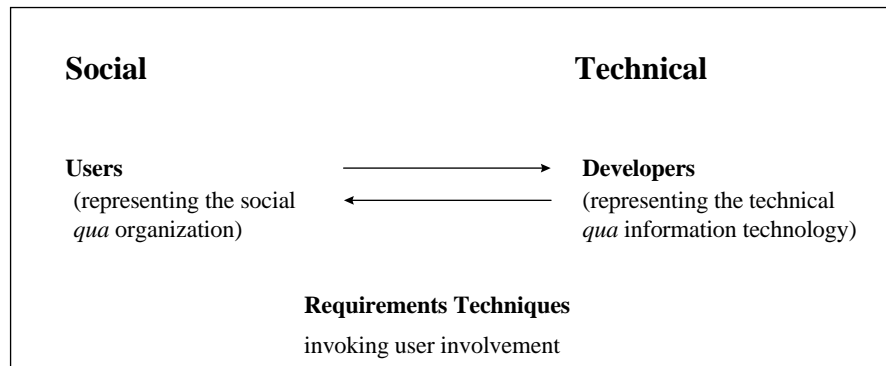 Social Technical
Users Developers
(representing the social (representing the technical
qua organization) qua information technology)
Requirements Techniques
invoking user involvement